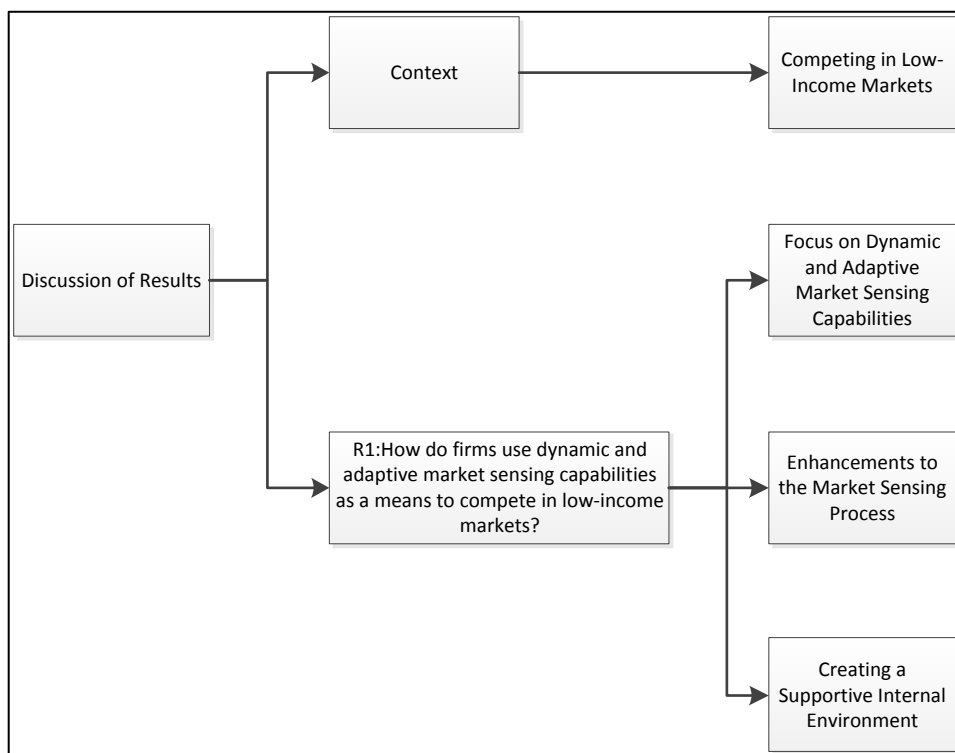 Context
Competing in Low-
Income Markets
Discussion of Results
Focus on Dynamic
and Adaptive
Market Sensing
Capabilities
R1:How do firms use dynamic and
adaptive market sensing capabilities
as a means to compete in low-income
markets?
Enhancements to
the Market Sensing
Process
Creating a
Supportive Internal
Environment